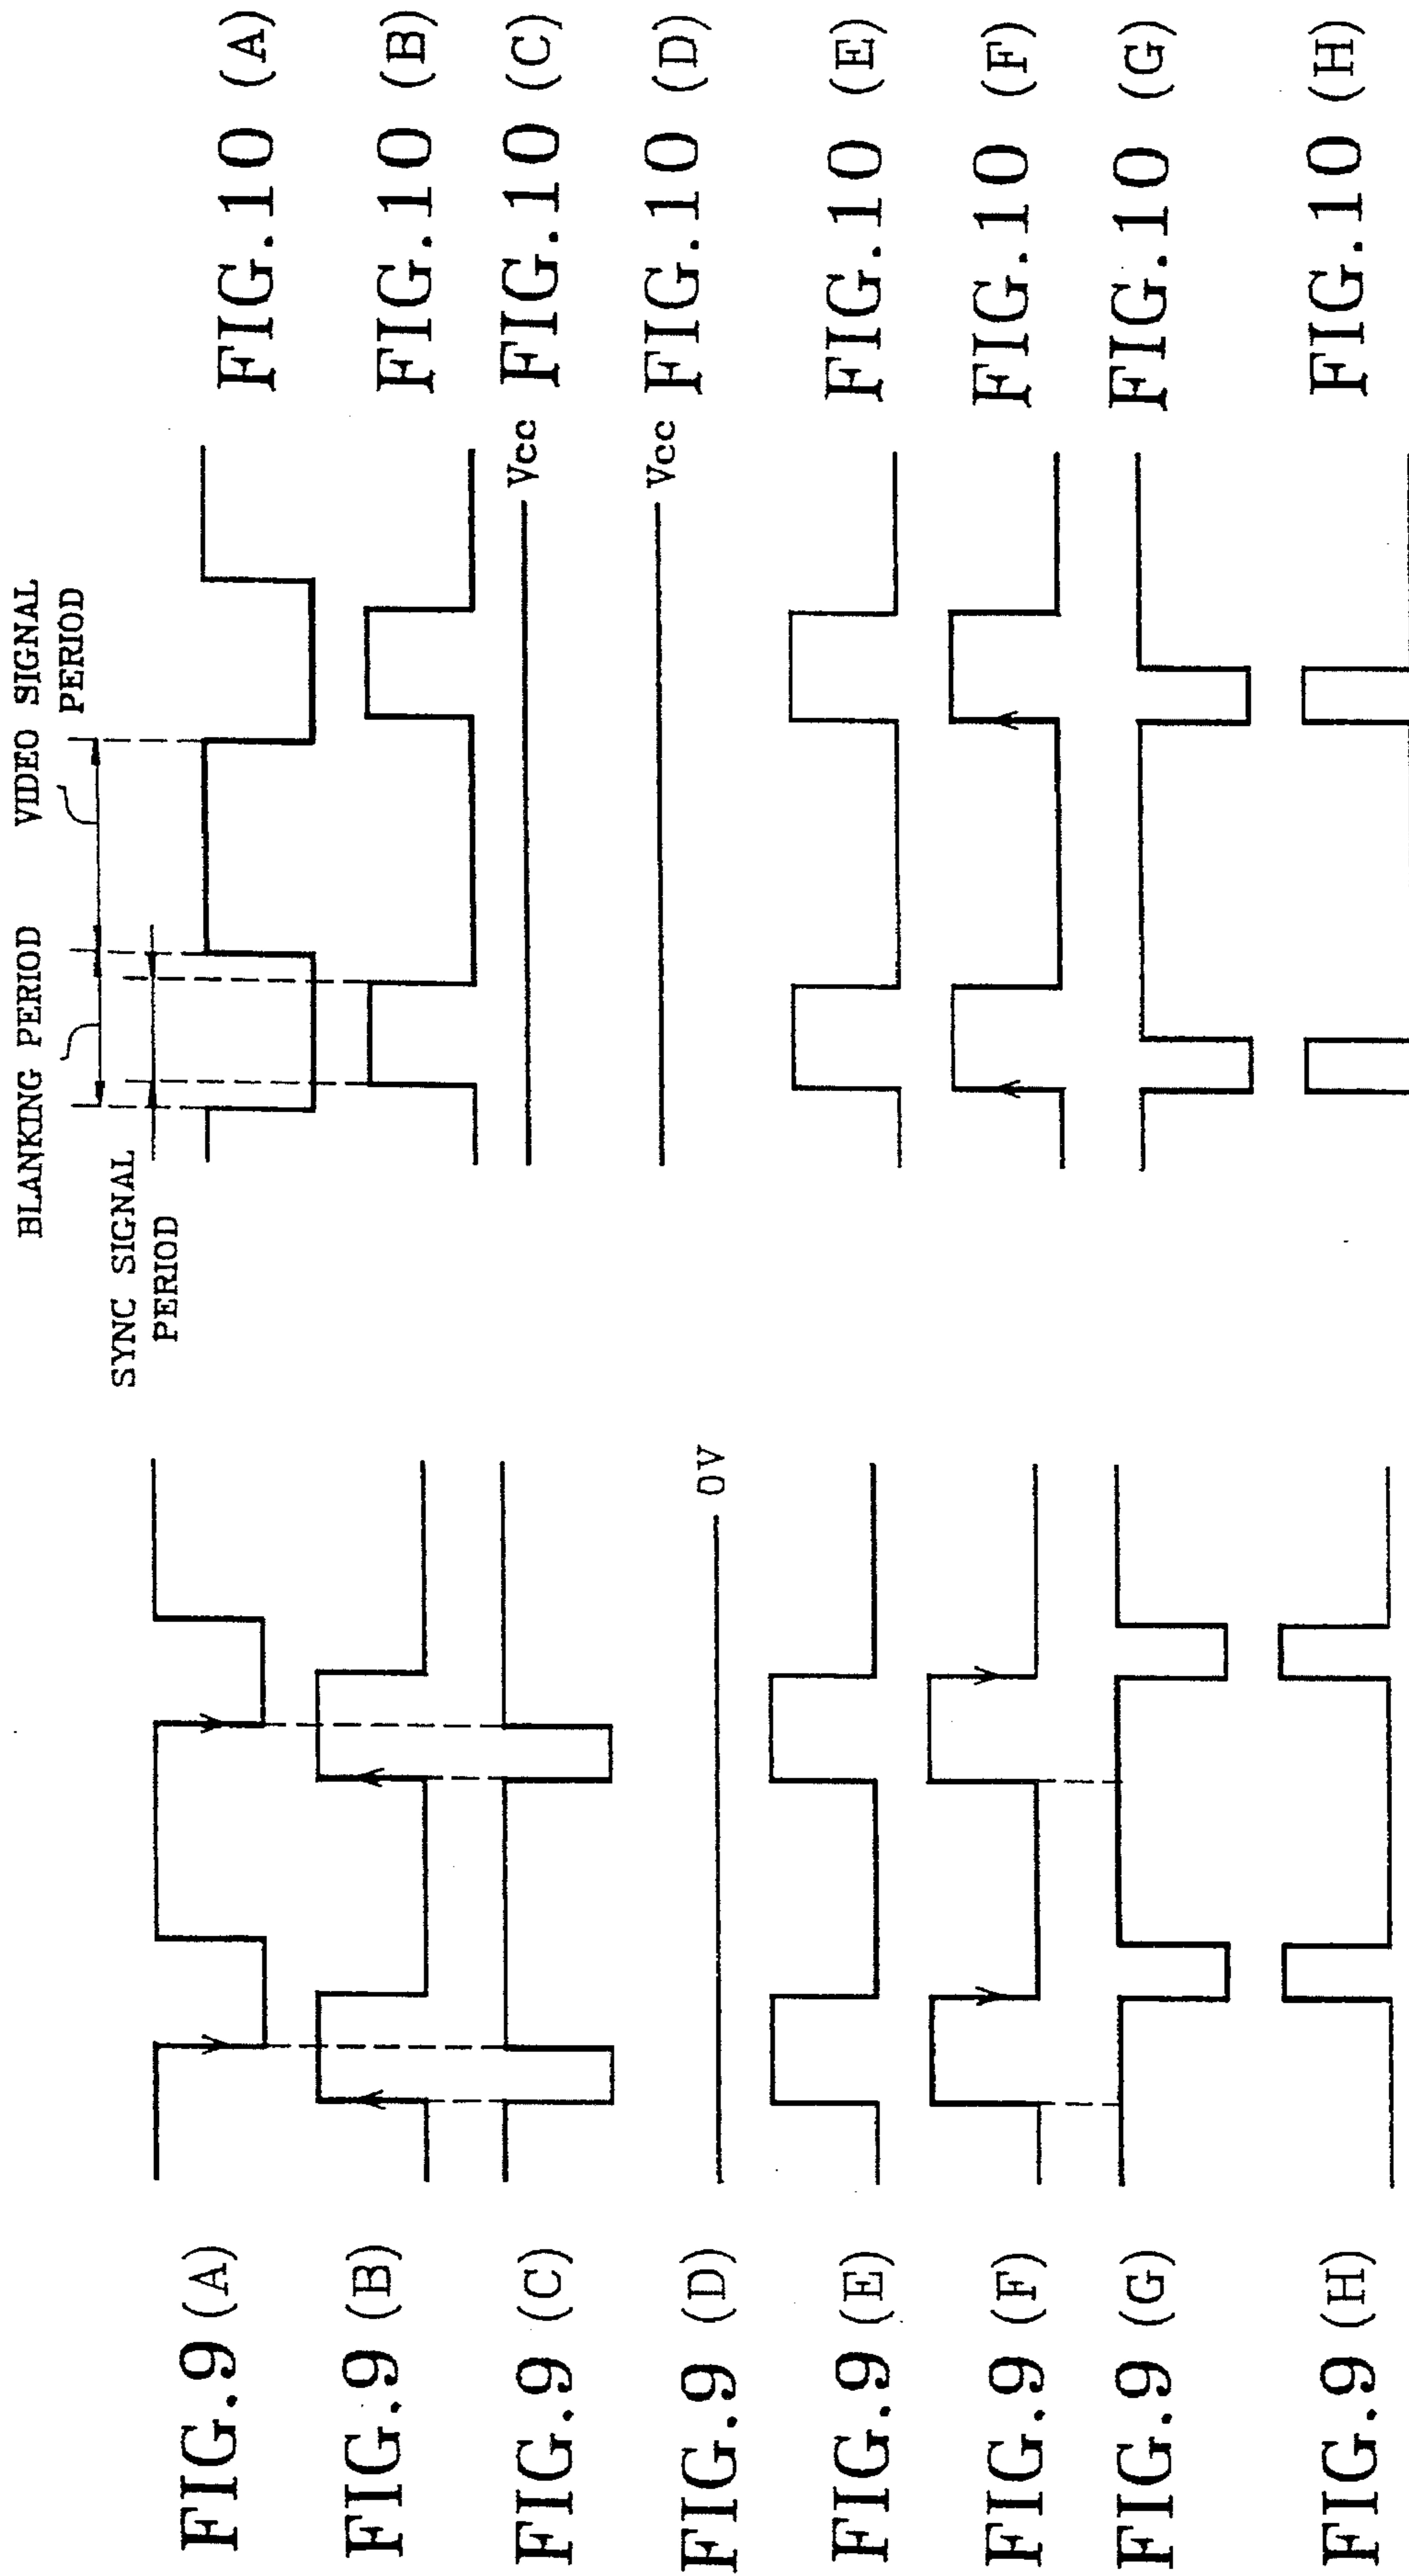 FIG.9 (A)
FIG.9 (B)
FIG.9 (C)
FIG.9 (D)
0V
FIG.9 (E)
FIG.9 (F)
FIG.9 (G)
FIG.9 (H)
BLANKING PERIOD
VIDEO SIGNAL
PERIOD
SYNC SIGNAL
PERIOD
FIG.10 (A)
FIG.10 (B)
Vcc
FIG.10 (C)
Vcc
FIG.10 (D)
FIG.10 (E)
FIG.10 (F)
FIG.10 (G)
FIG.10 (H)